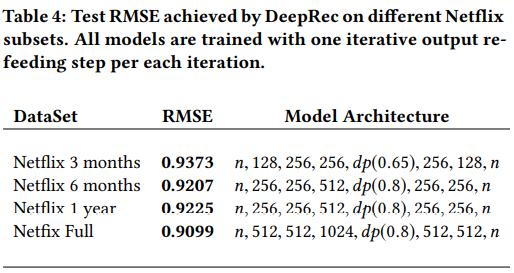 Table 4: Test RMSE achieved by DeepRec on different Netflix
subsets. All models are trained with one iterative output re-
feeding step per each iteration.
DataSet RMSE Model Architecture
Netflix 3 months 0.9373 n, 128, 256, 256, dp(0.65), 256, 128, n
Netflix 6 months 0.9207 n, 256, 256, 512, dp(0.8), 256, 256, n
Netflix 1 year 0.9225 n, 256, 256, 512, dp(0.8), 256, 256, n
Netfix Full 0.9099 n, 512, 512, 1024, dp(0.8), 512, 512, n